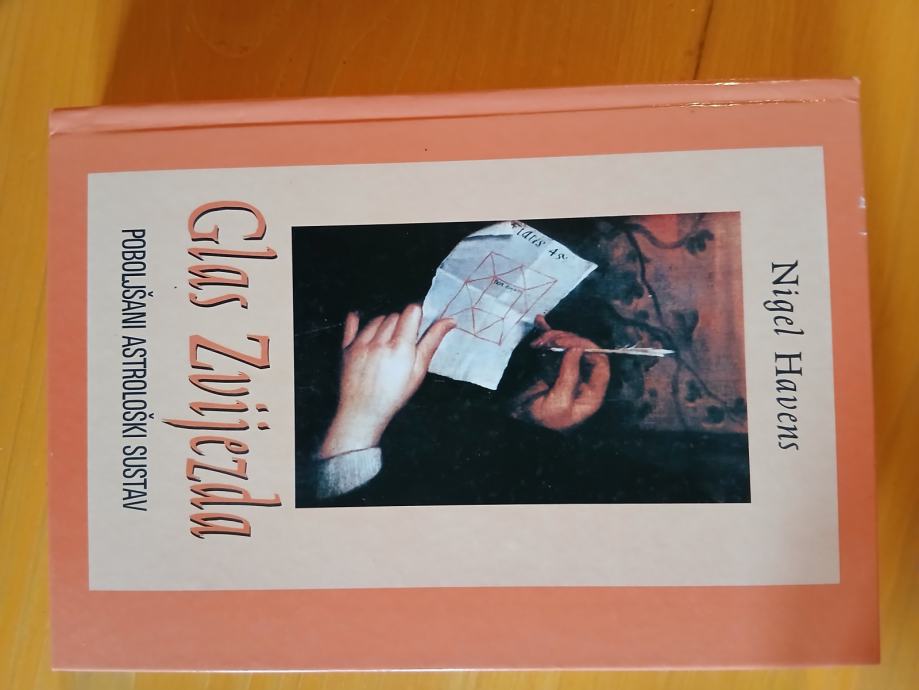 Nigel Havens
Glas Zvijezda
POBOLJŠANI ASTROLOŠKI SUSTAV